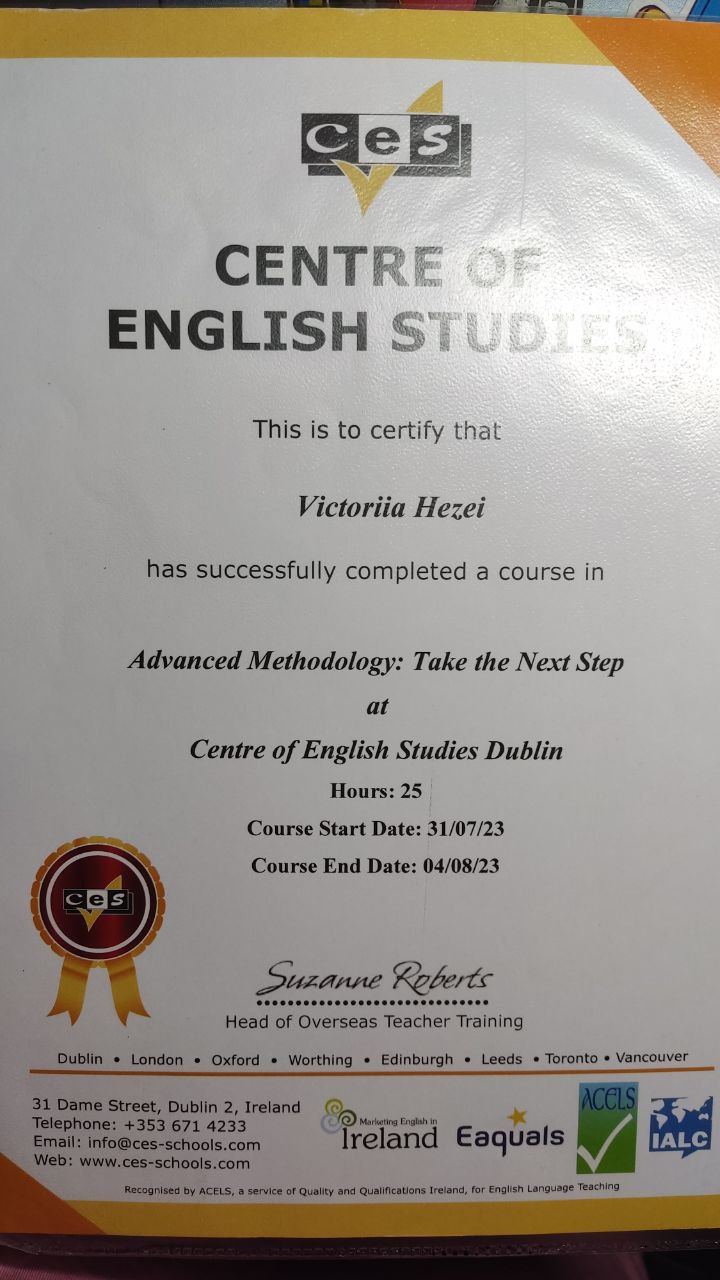 ces
CENTRE OF
ENGLISH STUDIES
This is to certify that
Victoriia Hezei
has successfully completed a course in
Advanced Methodology: Take the Next Step
at
Centre of English Studies Dublin
Hours: 25
Course Start Date: 31/07/23
Course End Date: 04/08/23
ces
Suzanne Roberts
Head of Overseas Teacher Training
Dublin • London • Oxford • Worthing • Edinburgh • Leeds • Toronto • Vancouver
31 Dame Street, Dublin 2, Ireland
Telephone: +353 671 4233
Email: info@ces-schools.com
Web: www.ces-schools.com
Marketing English in
Ireland
Eaquals
ACELS
IALC
Recognised by ACELS, a service of Quality and Qualifications Ireland, for English Language Teaching